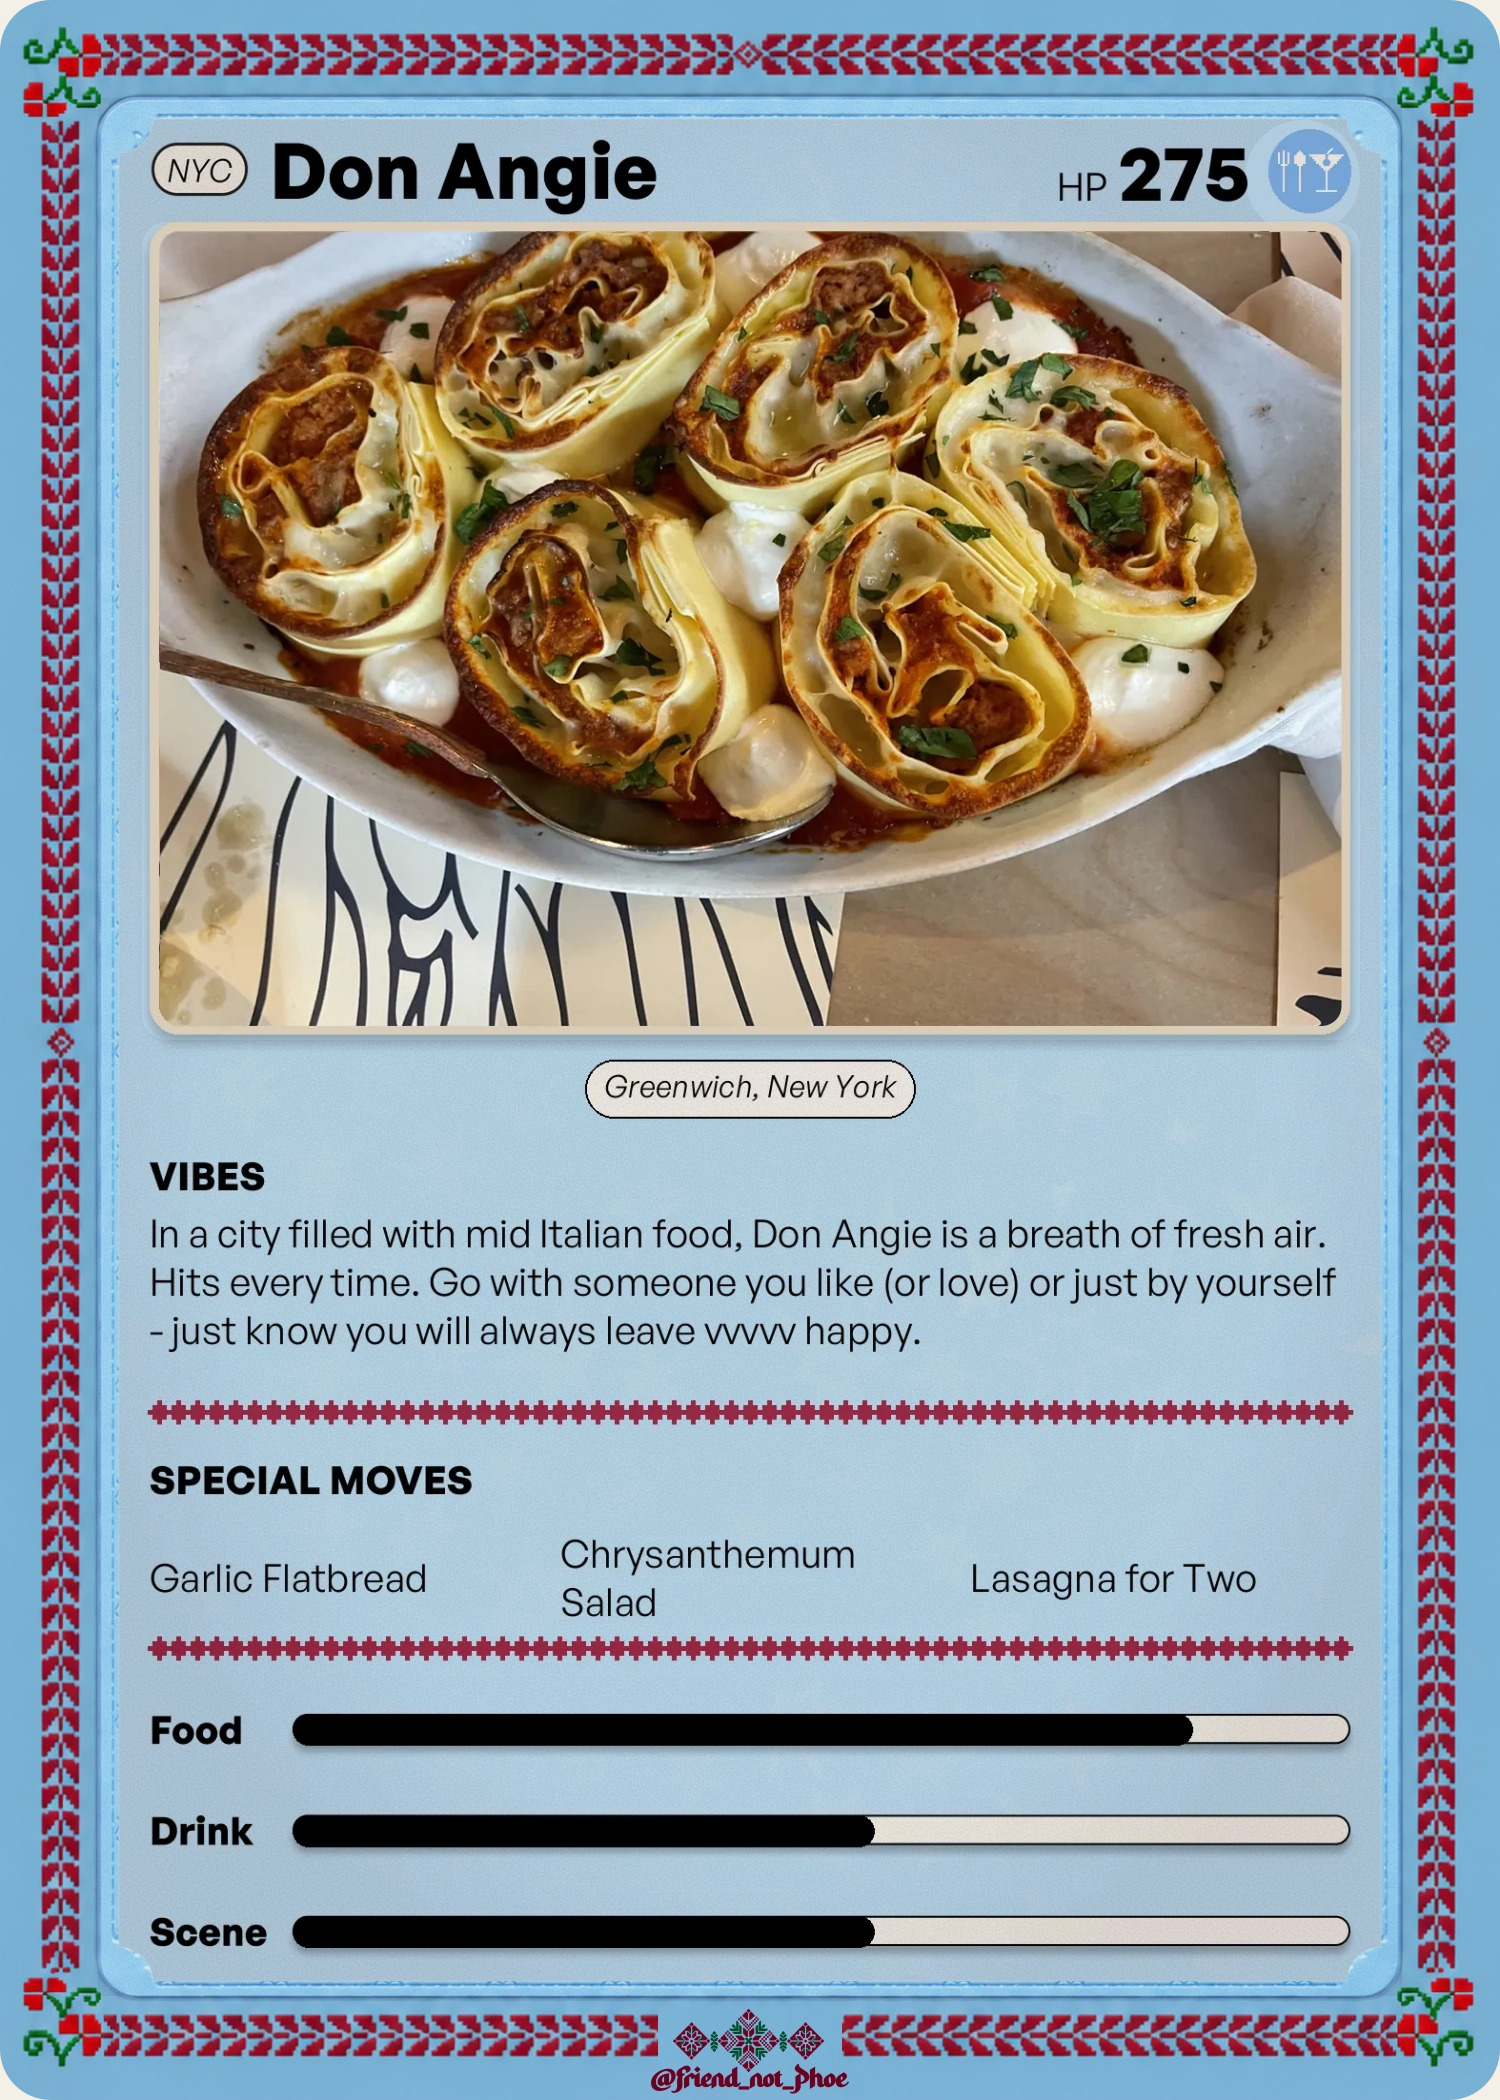 NYC Don Angie HP 275
Greenwich, New York
VIBES
In a city filled with mid Italian food, Don Angie is a breath of fresh air.
Hits every time. Go with someone you like (or love) or just by yourself
- just know you will always leave vvvvv happy.
SPECIAL MOVES
Garlic Flatbread
Chrysanthemum
Salad
Lasagna for Two
Food
Drink
Scene
@friend_not_Phoe